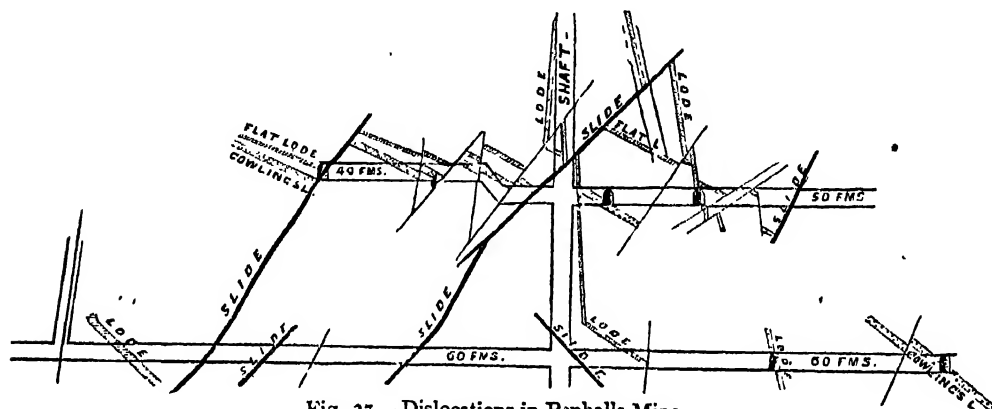 LODE
SHAFT
SLIDE
LODE
FLAT LODE
COWLING'S L
40 FMS.
FLAT L
SLIDE
50 FMS
SLIDE
SLIDE
LODE
SLIDE
60 FMS.
SLIDE
LODE
60 FMS.
COWLING'S L
Fig. 37. Dislocations in Penhalls Mine